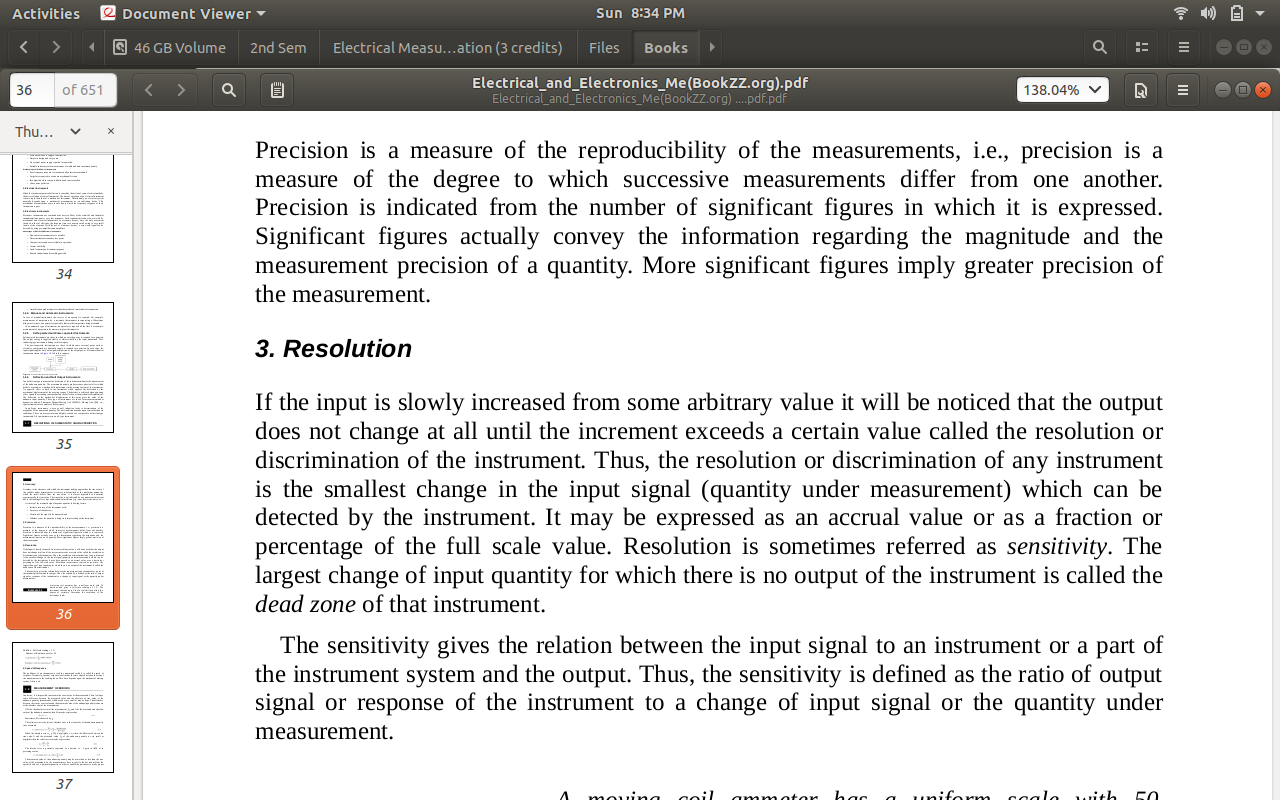 Activities Document Viewer Sun 8:34 PM
46 GB Volume 2nd Sem Electrical Measu…ation (3 credits) Files Books
36 of 651 Electrical_and_Electronics_Me(BookZZ.org).pdf 138.04%
Electrical_and_Electronics_Me(BookZZ.org) ....pdf.pdf
Thu… ×
34
35
36
37
Precision is a measure of the reproducibility of the measurements, i.e., precision is a
measure of the degree to which successive measurements differ from one another.
Precision is indicated from the number of significant figures in which it is expressed.
Significant figures actually convey the information regarding the magnitude and the
measurement precision of a quantity. More significant figures imply greater precision of
the measurement.
3. Resolution
If the input is slowly increased from some arbitrary value it will be noticed that the output
does not change at all until the increment exceeds a certain value called the resolution or
discrimination of the instrument. Thus, the resolution or discrimination of any instrument
is the smallest change in the input signal (quantity under measurement) which can be
detected by the instrument. It may be expressed as an accrual value or as a fraction or
percentage of the full scale value. Resolution is sometimes referred as sensitivity. The
largest change of input quantity for which there is no output of the instrument is called the
dead zone of that instrument.
The sensitivity gives the relation between the input signal to an instrument or a part of
the instrument system and the output. Thus, the sensitivity is defined as the ratio of output
signal or response of the instrument to a change of input signal or the quantity under
measurement.
A moving coil ammeter has a uniform scale with 50